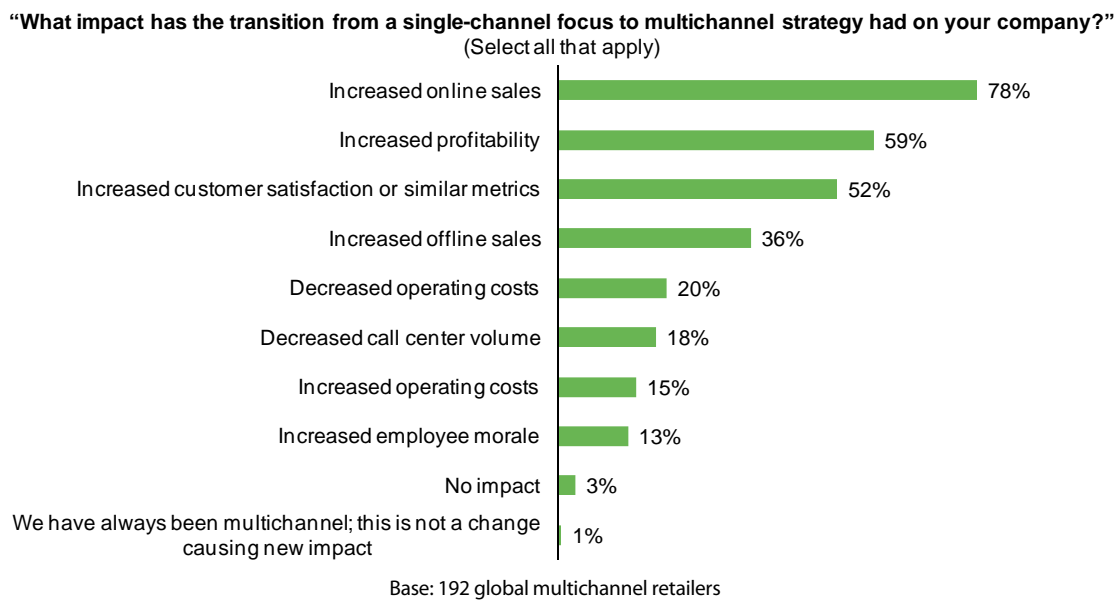 “What impact has the transition from a single-channel focus to multichannel strategy had on your company?”
(Select all that apply)
Increased online sales 78%
Increased profitability 59%
Increased customer satisfaction or similar metrics 52%
Increased offline sales 36%
Decreased operating costs 20%
Decreased call center volume 18%
Increased operating costs 15%
Increased employee morale 13%
No impact 3%
We have always been multichannel; this is not a change
causing new impact 1%
Base: 192 global multichannel retailers